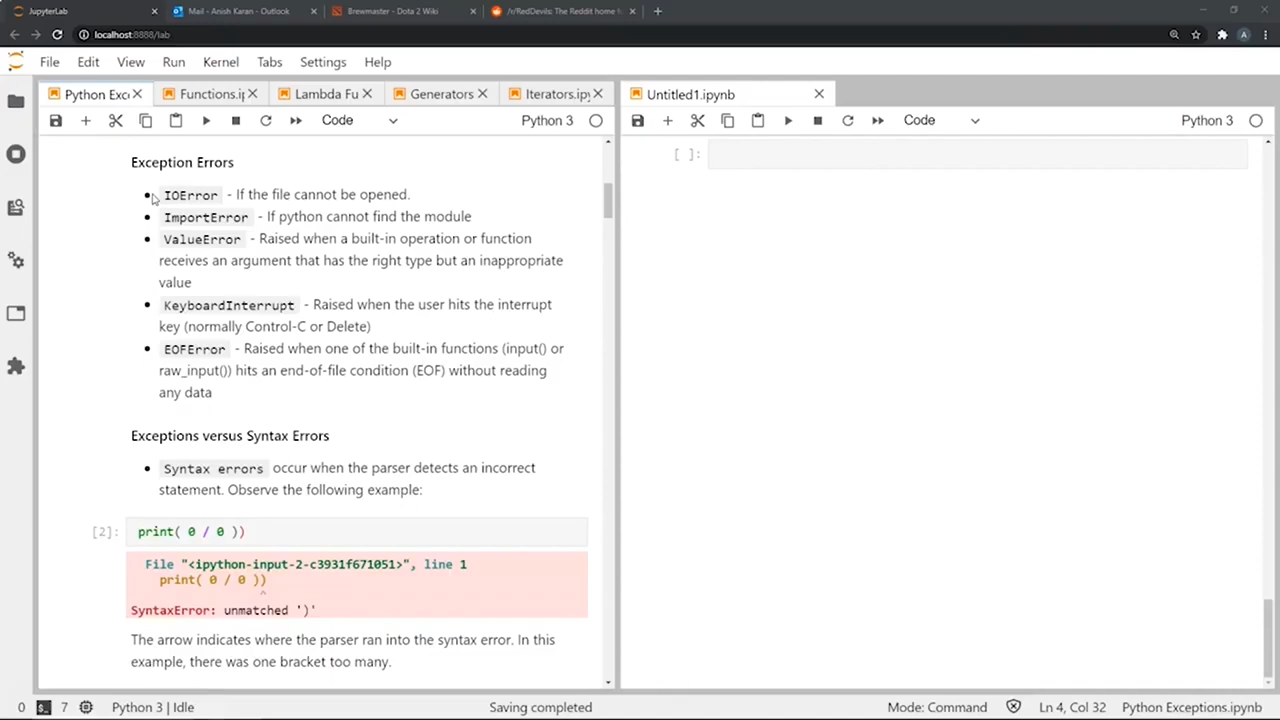 JupyterLab
Mail - Anish Karan - Outlook
Brewmaster - Dota 2 Wiki
/r/RedDevils: The Reddit home f
localhost:8888/lab
A
File Edit View Run Kernel Tabs Settings Help
Python Exc
Functions.ip
Lambda Fu
Generators
Iterators.ipy
Untitled1.ipynb
Code
Python 3
Code
Python 3
Exception Errors
IOError - If the file cannot be opened.
ImportError - If python cannot find the module
ValueError - Raised when a built-in operation or function
receives an argument that has the right type but an inappropriate
value
KeyboardInterrupt - Raised when the user hits the interrupt
key (normally Control-C or Delete)
EOFError - Raised when one of the built-in functions (input() or
raw_input()) hits an end-of-file condition (EOF) without reading
any data
Exceptions versus Syntax Errors
Syntax errors occur when the parser detects an incorrect
statement. Observe the following example:
[2]: print( 0 / 0 ))
File "<ipython-input-2-c3931f671051>", line 1
print( 0 / 0 ))
^
SyntaxError: unmatched ')'
The arrow indicates where the parser ran into the syntax error. In this
example, there was one bracket too many.
[ ]:
0
7
Python 3 | Idle
Saving completed
Mode: Command
Ln 4, Col 32
Python Exceptions.ipynb